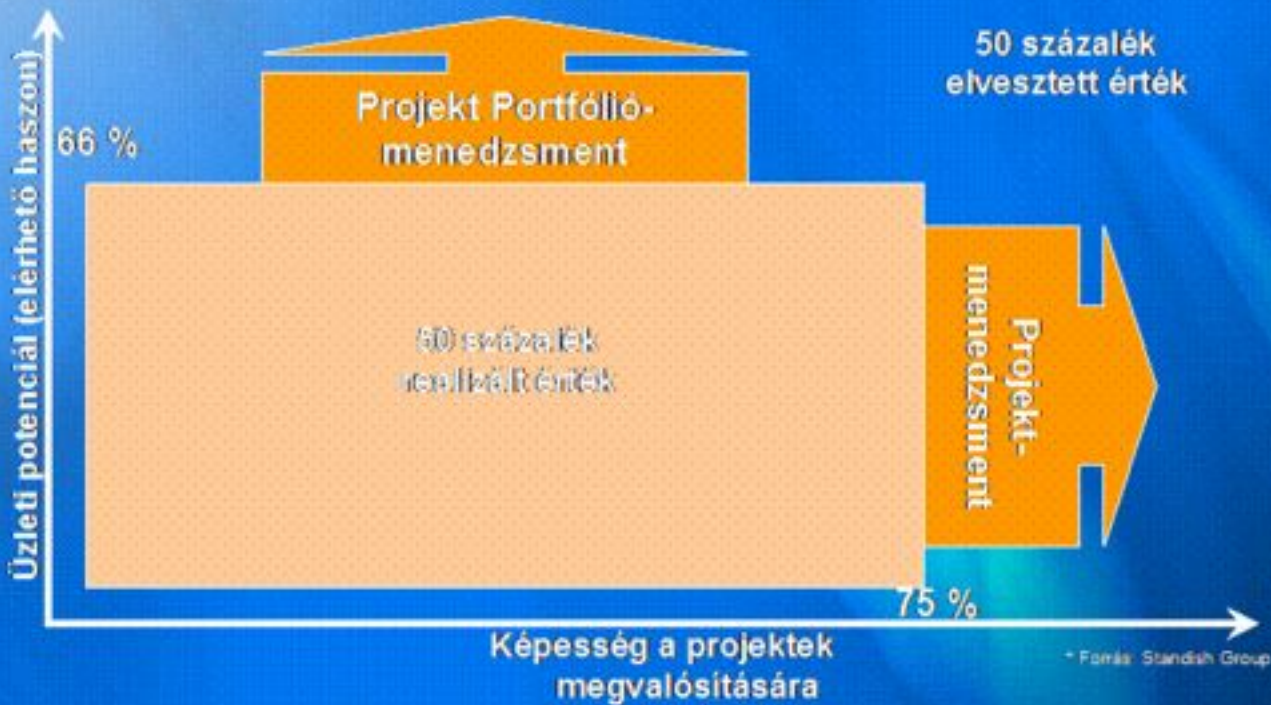 50 százalék
elvesztett érték
Projekt Portfólió-
menedzsment
66 %
Üzleti potenciál (elérhető haszon)
50 százalék
realizált érték
Projekt-
menedzsment
75 %
Képesség a projektek
megvalósítására
* Forrás: Standish Group